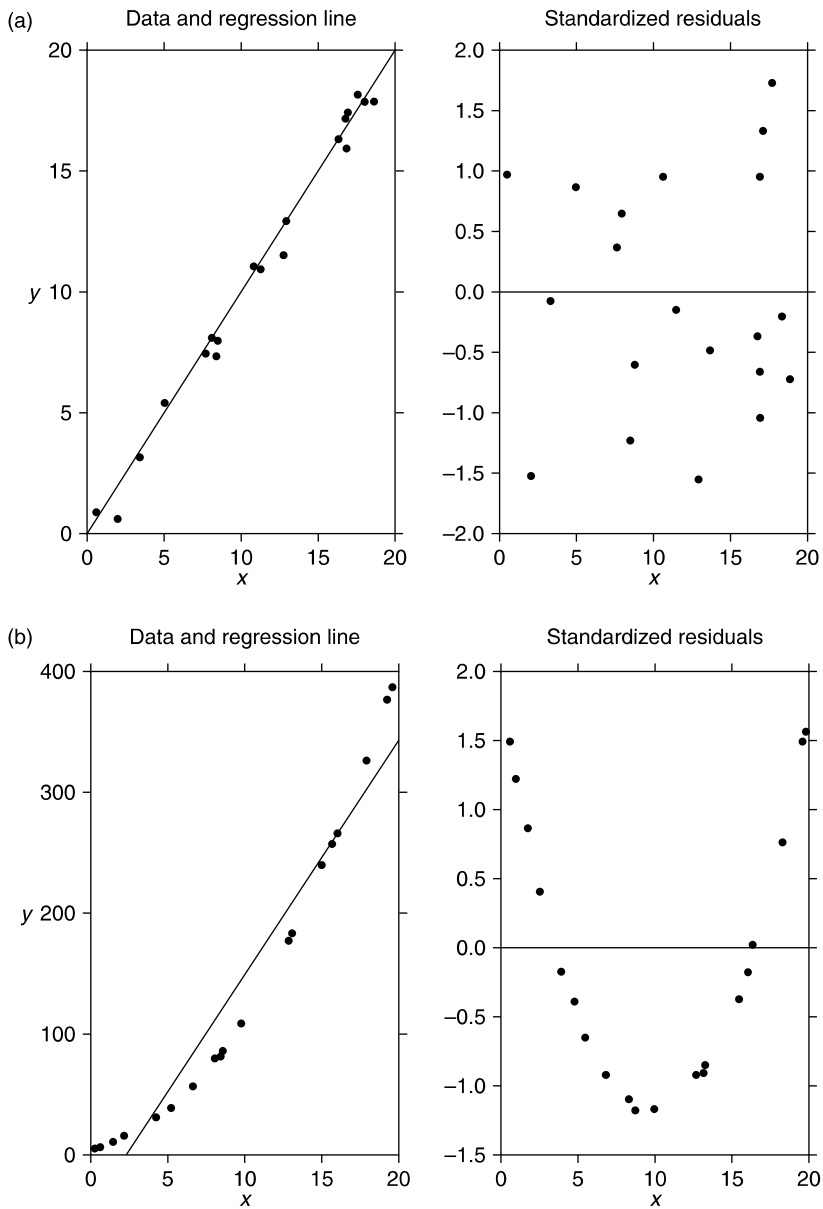 (a) Data and regression line Standardized residuals
20 2.0
1.5
15 1.0
0.5
y 10 0.0
−0.5
5 −1.0
−1.5
0 −2.0
0 5 10 15 20 0 5 10 15 20
x x
(b) Data and regression line Standardized residuals
400 2.0
1.5
300 1.0
0.5
y 200 0.0
100 −0.5
−1.0
0 −1.5
0 5 10 15 20 0 5 10 15 20
x x